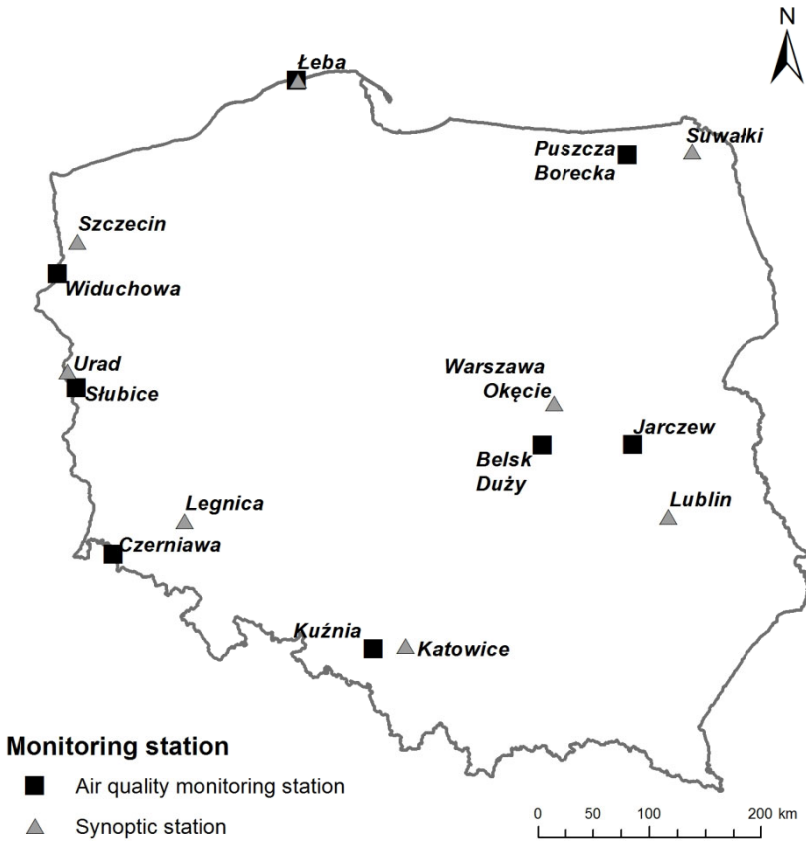 N
Łeba
Puszcza
Borecka
Suwałki
Szczecin
Widuchowa
Urad
Słubice
Warszawa
Okęcie
Jarczew
Belsk
Duży
Legnica
Lublin
Czerniawa
Kuźnia
Katowice
Monitoring station
Air quality monitoring station
Synoptic station
0 50 100 200 km